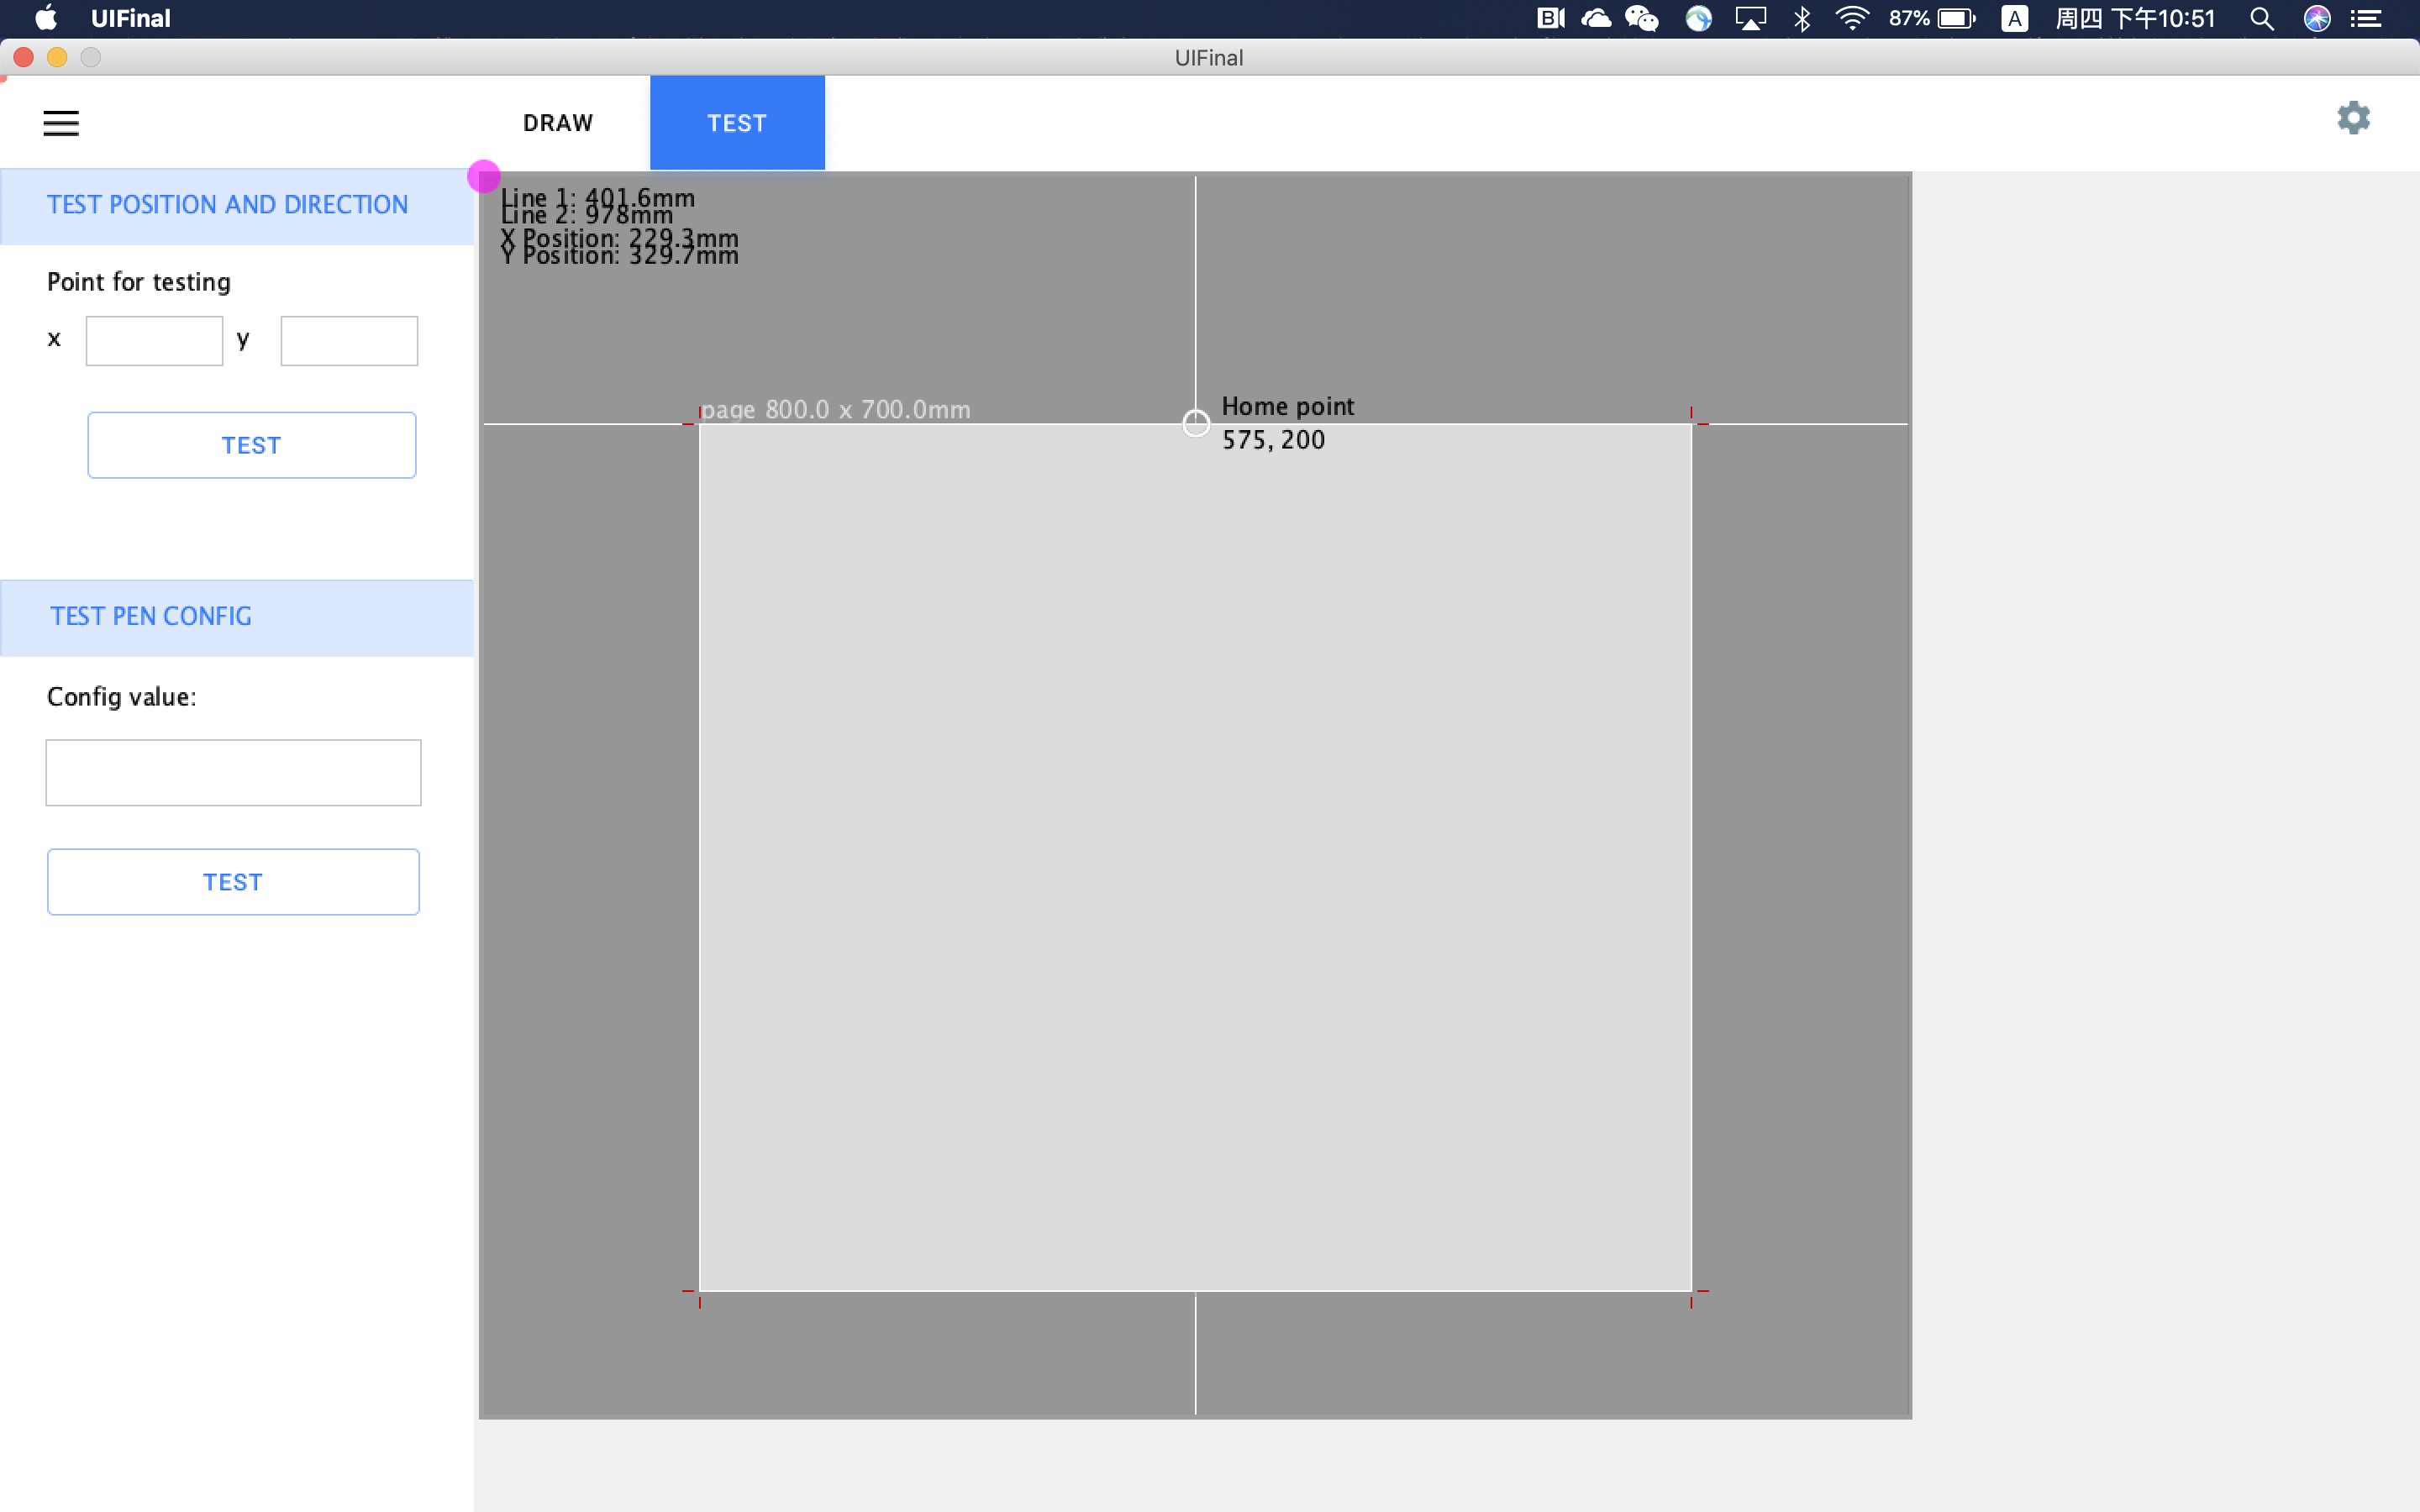 UIFinal
87%
A
周四 下午10:51
UIFinal
DRAW
TEST
TEST POSITION AND DIRECTION
Point for testing
x
y
TEST
TEST PEN CONFIG
Config value:
TEST
Line 1: 401.6mm
Line 2: 978mm
X Position: 229.3mm
Y Position: 329.7mm
page 800.0 x 700.0mm
Home point
575, 200